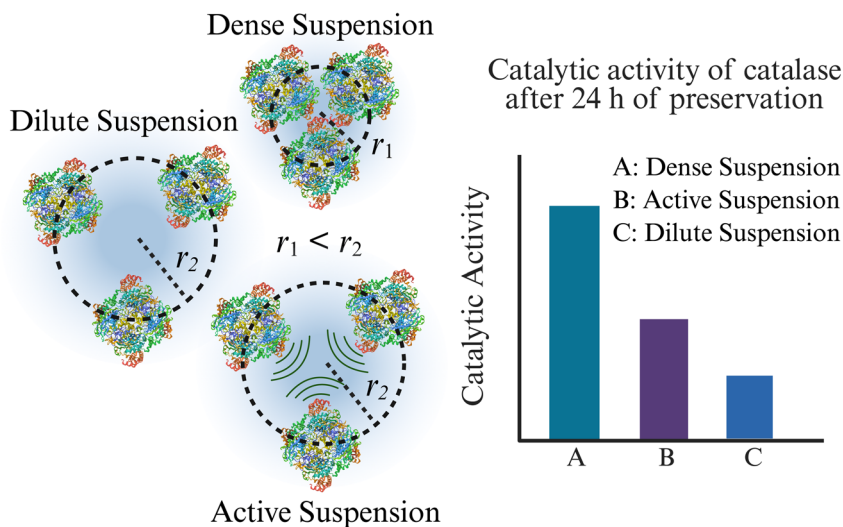 Dense Suspension
r1
Dilute Suspension
r2
r1 < r2
r2
Active Suspension
Catalytic activity of catalase
after 24 h of preservation
A: Dense Suspension
B: Active Suspension
C: Dilute Suspension
Catalytic Activity
A
B
C